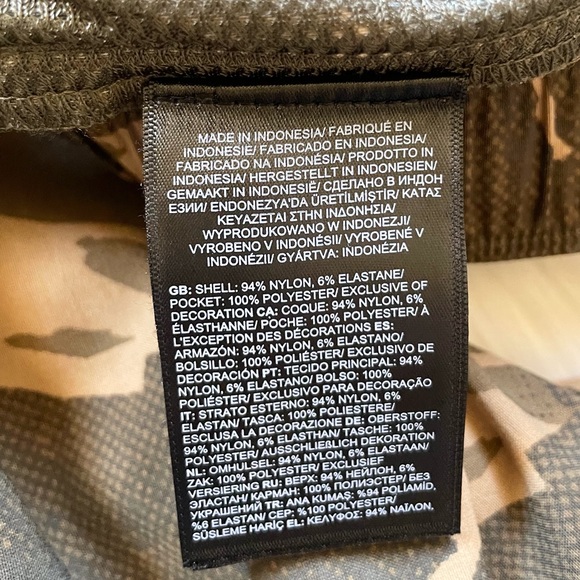 MADE IN INDONESIA/ FABRIQUÉ EN
INDONESIE/ FABRICADO EN INDONESIA/
FABRICADO NA INDONÉSIA/ PRODOTTO IN
INDONESIA/ HERGESTELLT IN INDONESIEN/
GEMAAKT IN INDONESIË/ СДЕЛАНО В ИНДОН
ЕЗИИ/ ENDONEZYA'DA ÜRETİLMİŞTİR/ ΚΑΤΑΣ
ΚΕΥΑΖΕΤΑΙ ΣΤΗΝ ΙΝΔΟΝΗΣΙΑ/
WYPRODUKOWANO W INDONEZJI/
VYROBENO V INDONÉSII/ VYROBENÉ V
INDONÉZII/ GYÁRTVA: INDONÉZIA
GB: SHELL: 94% NYLON, 6% ELASTANE/
POCKET: 100% POLYESTER/ EXCLUSIVE OF
DECORATION CA: COQUE: 94% NYLON, 6%
ÉLASTHANNE/ POCHE: 100% POLYESTER/ À
L'EXCEPTION DES DÉCORATIONS ES:
ARMAZÓN: 94% NYLON, 6% ELASTANO/
BOLSILLO: 100% POLIÉSTER/ EXCLUSIVO DE
DECORACIÓN PT: TECIDO PRINCIPAL: 94%
NYLON, 6% ELASTANO/ BOLSO: 100%
POLIÉSTER/ EXCLUSIVO PARA DECORAÇÃO
IT: STRATO ESTERNO: 94% NYLON, 6%
ELASTAN/ TASCA: 100% POLIESTERE/
ESCLUSA LA DECORAZIONE DE: OBERSTOFF:
94% NYLON, 6% ELASTHAN/ TASCHE: 100%
POLYESTER/ AUSSCHLIEßLICH DEKORATION
NL: OMHULSEL: 94% NYLON, 6% ELASTAAN/
ZAK: 100% POLYESTER/ EXCLUSIEF
VERSIERING RU: ВЕРХ: 94% НЕЙЛОН, 6%
ЭЛАСТАН/ КАРМАН: 100% ПОЛИЭСТЕР/ БЕЗ
УКРАШЕНИЙ TR: ANA KUMAŞ: %94 POLİAMİD,
%6 ELASTAN/ CEP: %100 POLYESTER/
SÜSLEME HARİÇ EL: ΚΕΛΥΦΟΣ: 94% ΝΑΪΛΟΝ,